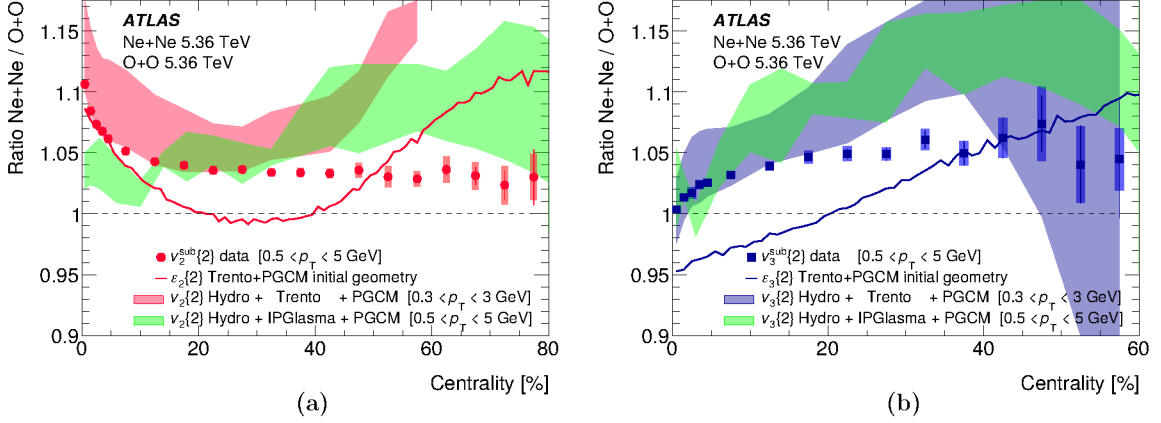 Ratio Ne+Ne / O+O
1.15
1.1
1.05
1
0.95
0.9
ATLAS
Ne+Ne 5.36 TeV
O+O 5.36 TeV
v₂ˢᵘᵇ{2} data [0.5 < p_T < 5 GeV]
ε₂{2} Trento+PGCM initial geometry
v₂{2} Hydro + Trento + PGCM [0.3 < p_T < 3 GeV]
v₂{2} Hydro + IPGlasma + PGCM [0.5 < p_T < 5 GeV]
0 20 40 60 80
Centrality [%]
(a)
Ratio Ne+Ne / O+O
1.15
1.1
1.05
1
0.95
0.9
ATLAS
Ne+Ne 5.36 TeV
O+O 5.36 TeV
v₃ˢᵘᵇ{2} data [0.5 < p_T < 5 GeV]
ε₃{2} Trento+PGCM initial geometry
v₃{2} Hydro + Trento + PGCM [0.3 < p_T < 3 GeV]
v₃{2} Hydro + IPGlasma + PGCM [0.5 < p_T < 5 GeV]
0 20 40 60
Centrality [%]
(b)